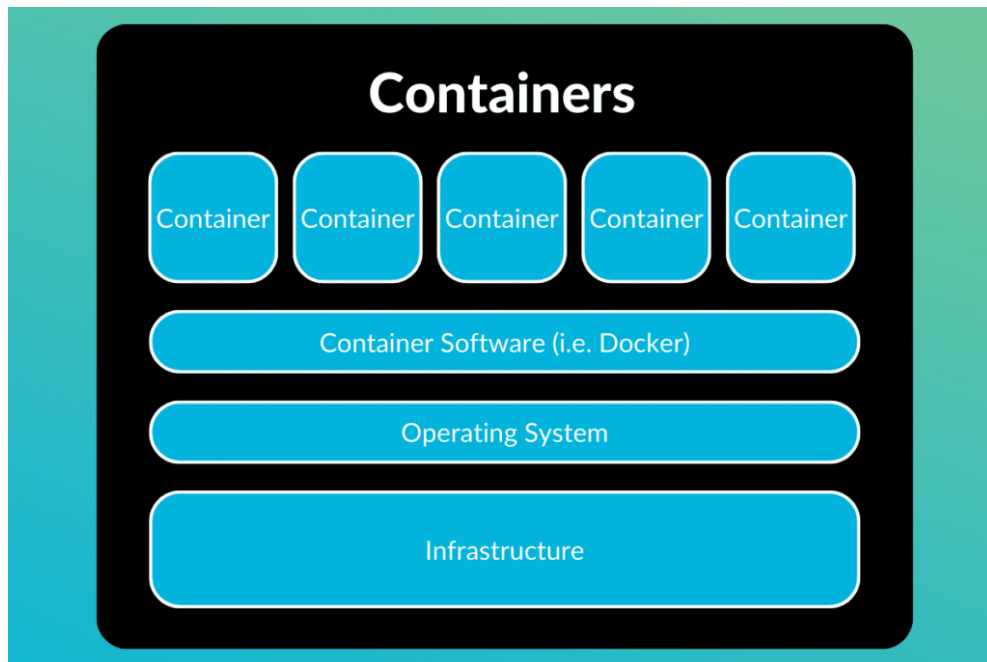 Containers
Container Container Container Container Container
Container Software (i.e. Docker)
Operating System
Infrastructure